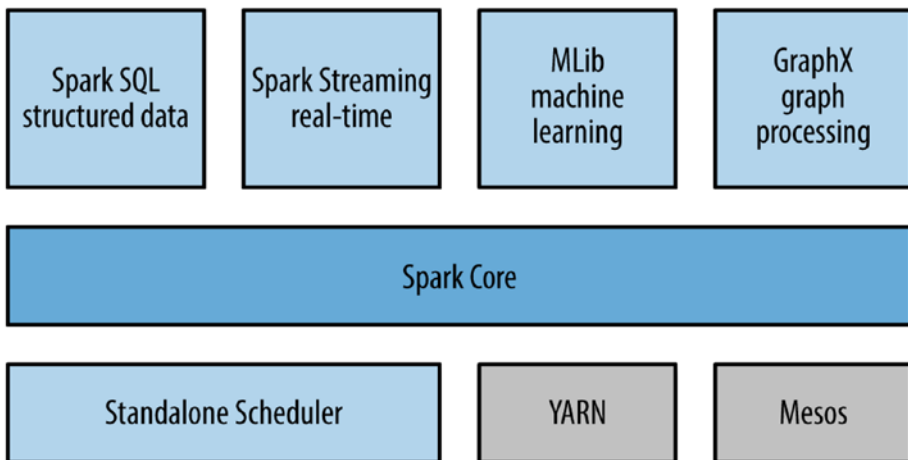 Spark SQL
structured data
Spark Streaming
real-time
MLib
machine
learning
GraphX
graph
processing
Spark Core
Standalone Scheduler
YARN
Mesos